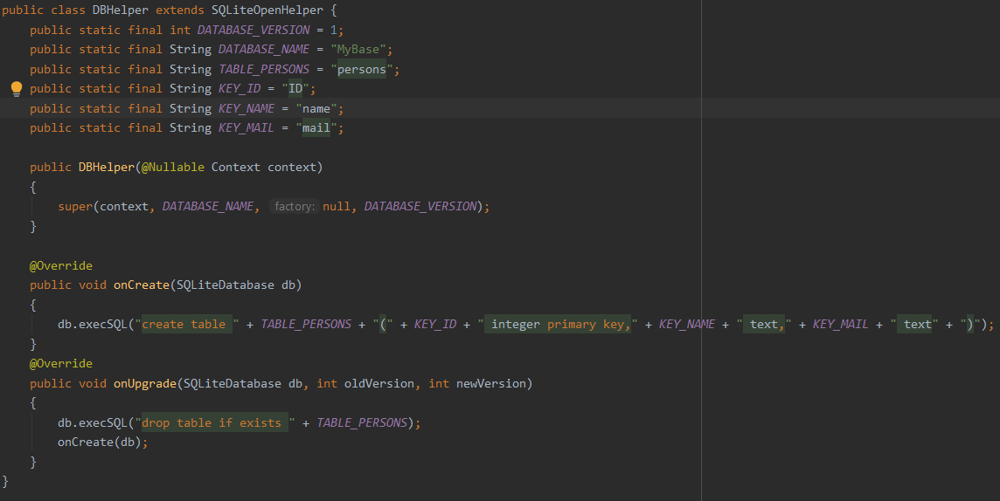 public class DBHelper extends SQLiteOpenHelper {
public static final int DATABASE_VERSION = 1;
public static final String DATABASE_NAME = "MyBase";
public static final String TABLE_PERSONS = "persons";
public static final String KEY_ID = "ID";
public static final String KEY_NAME = "name";
public static final String KEY_MAIL = "mail";
public DBHelper(@Nullable Context context)
{
super(context, DATABASE_NAME, factory: null, DATABASE_VERSION);
}
@Override
public void onCreate(SQLiteDatabase db)
{
db.execSQL("create table " + TABLE_PERSONS + "(" + KEY_ID + " integer primary key," + KEY_NAME + " text," + KEY_MAIL + " text" + ")");
}
@Override
public void onUpgrade(SQLiteDatabase db, int oldVersion, int newVersion)
{
db.execSQL("drop table if exists " + TABLE_PERSONS);
onCreate(db);
}
}